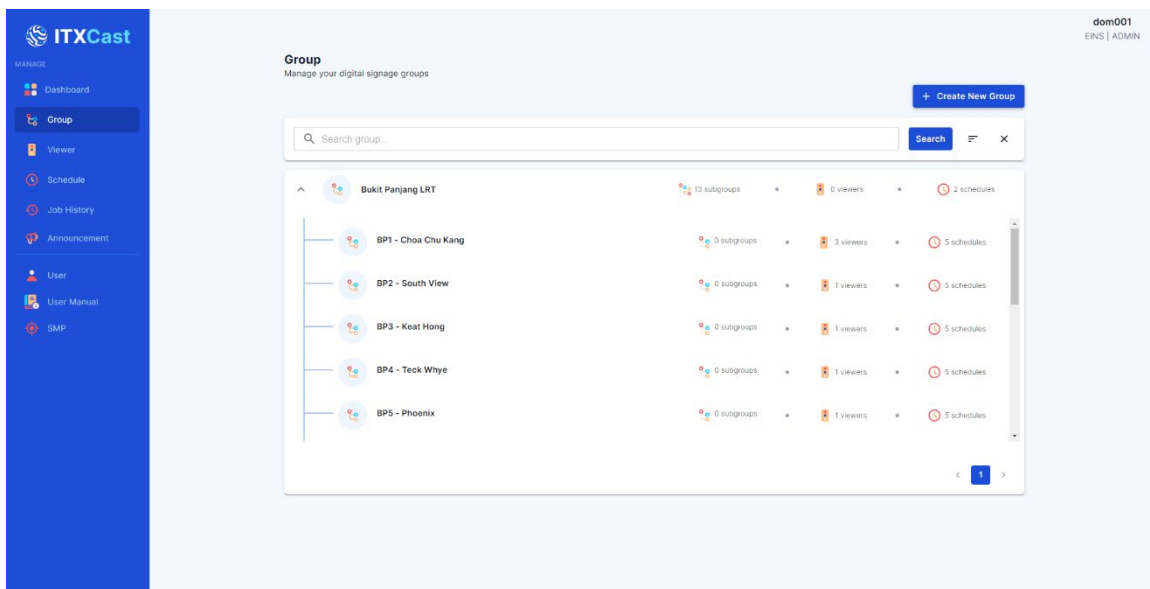 ITXCast
MANAGE
Dashboard
Group
Viewer
Schedule
Job History
Announcement
User
User Manual
SMP
dom001
EINS | ADMIN
Group
Manage your digital signage groups
+ Create New Group
Search group...
Search
Bukit Panjang LRT 13 subgroups 0 viewers 2 schedules
BP1 - Choa Chu Kang 0 subgroups 3 viewers 5 schedules
BP2 - South View 0 subgroups 1 viewers 5 schedules
BP3 - Keat Hong 0 subgroups 1 viewers 5 schedules
BP4 - Teck Whye 0 subgroups 1 viewers 5 schedules
BP5 - Phoenix 0 subgroups 1 viewers 5 schedules
< 1 >